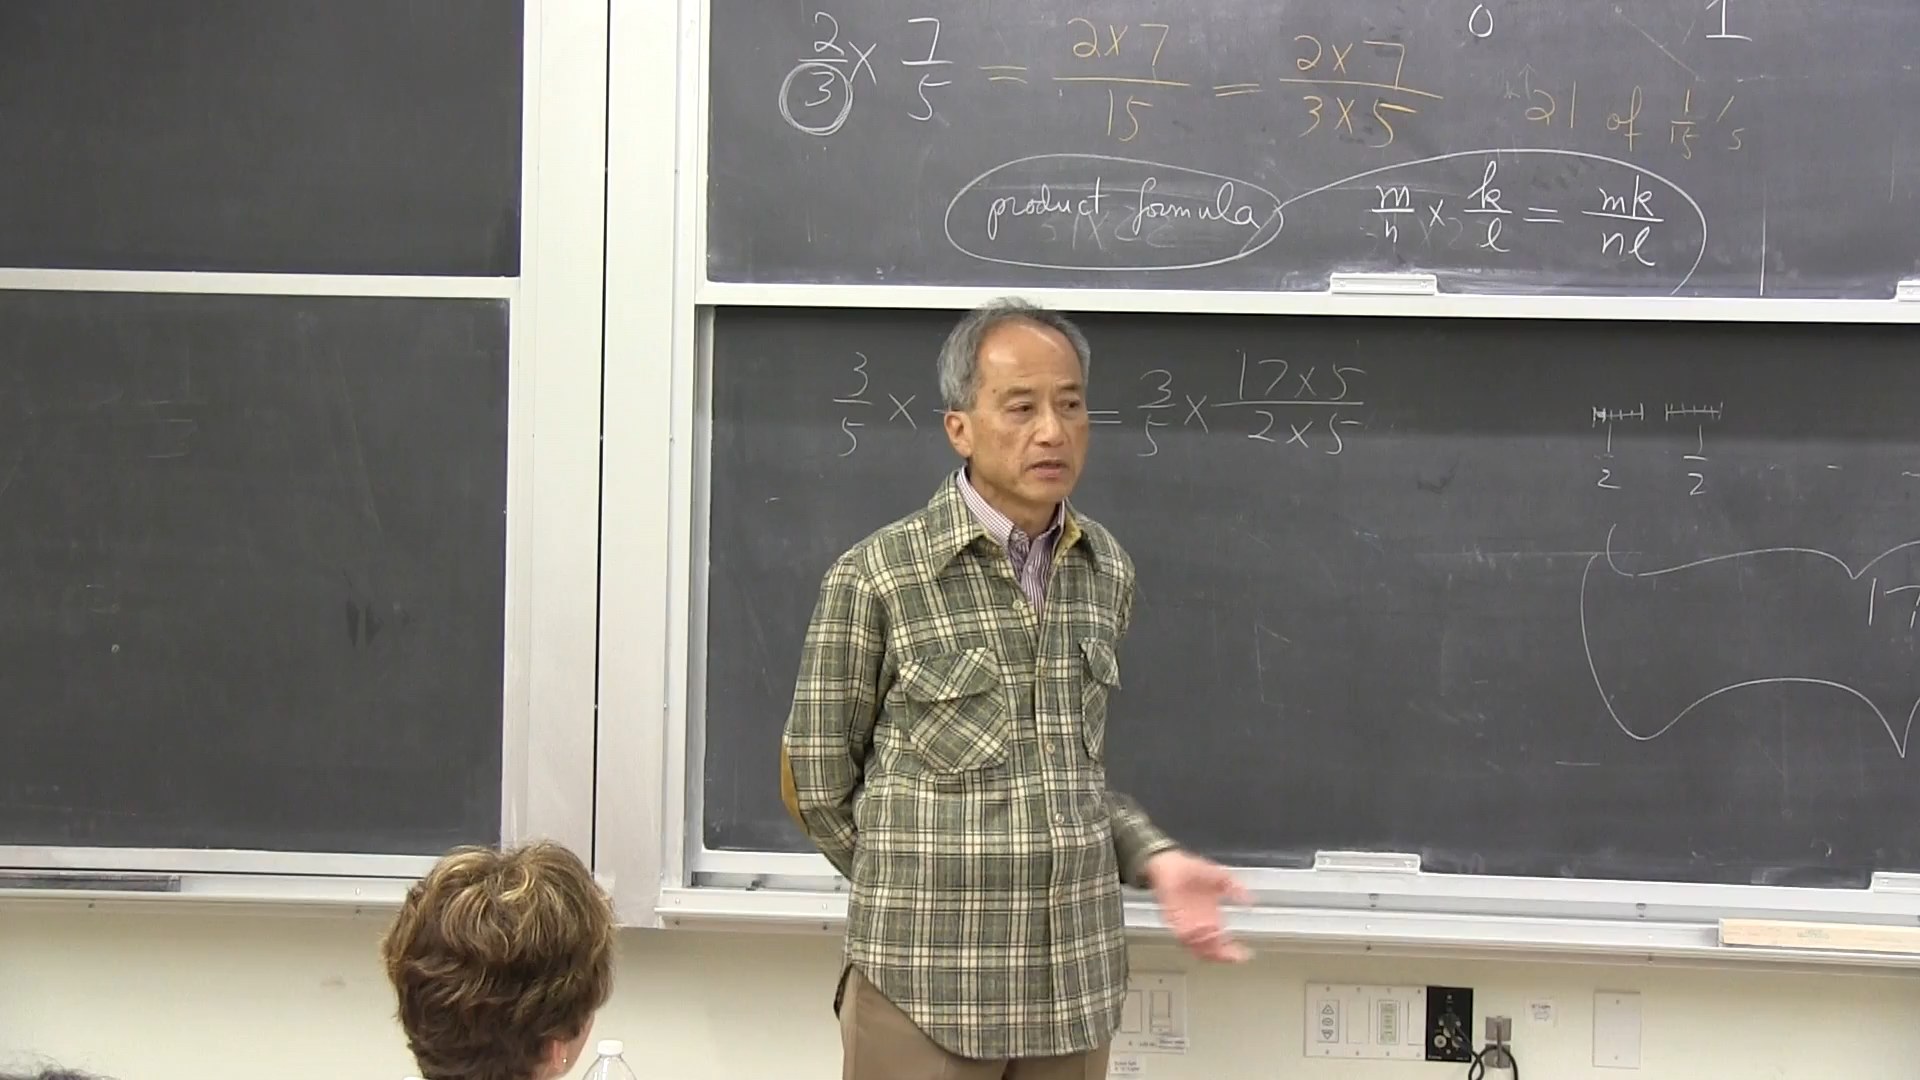 2/3 × 7/5 = 2×7/15 = 2×7/3×5
0 1
21 of 1/15's
product formula m/n × k/l = mk/nl
3/5 × = 3/5 × 17×5/2×5
1/2 1/2
17